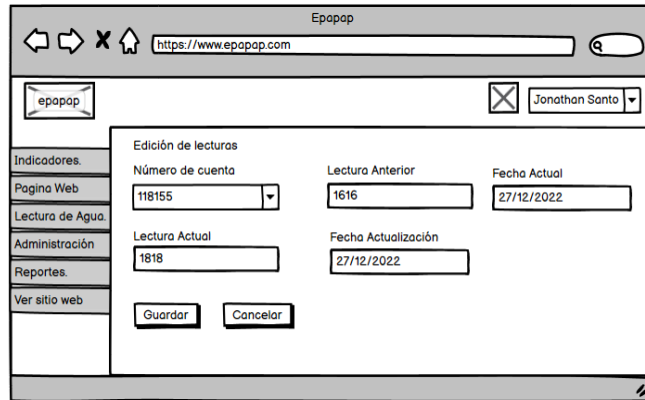 Epapap
https://www.epapap.com
epapap
Jonathan Santo
Indicadores.
Pagina Web
Lectura de Agua.
Administración
Reportes.
Ver sitio web
Edición de lecturas
Número de cuenta
118155
Lectura Anterior
1616
Fecha Actual
27/12/2022
Lectura Actual
1818
Fecha Actualización
27/12/2022
Guardar
Cancelar